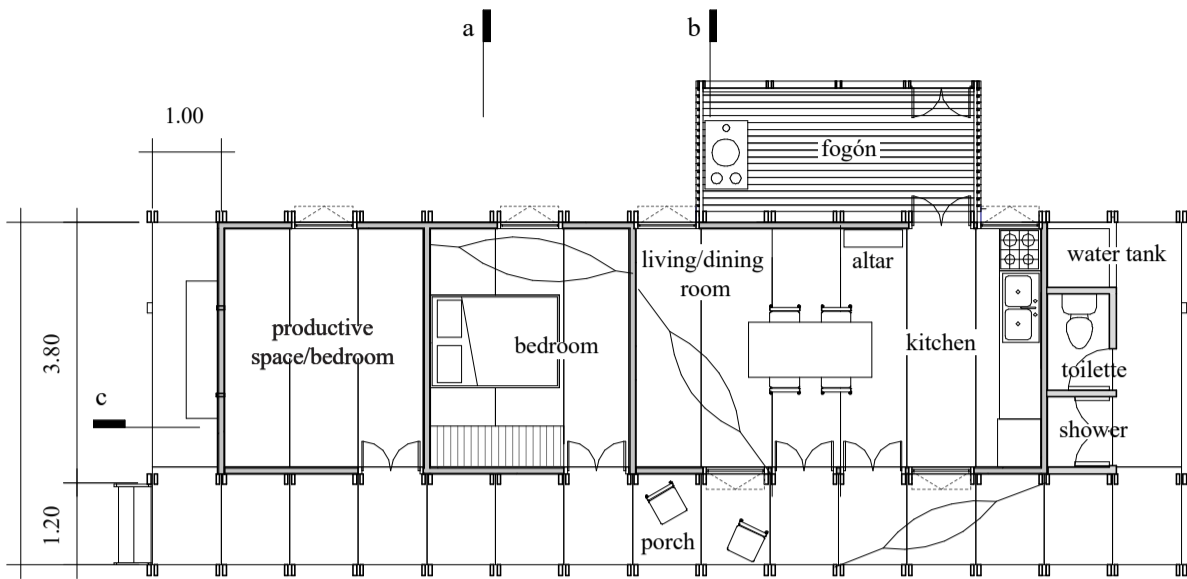 a
b
1.00
fogón
living/dining
room
altar
water tank
productive
space/bedroom
bedroom
kitchen
3.80
toilette
c
shower
1.20
porch